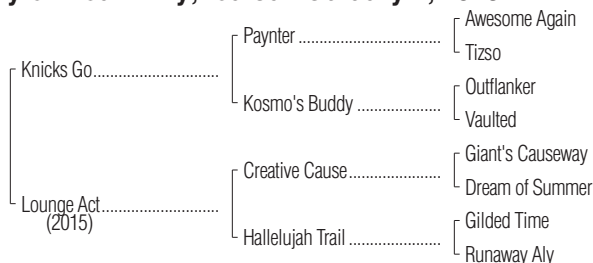 Awesome Again
Paynter ..............................
Tizso
Knicks Go..........................
Outflanker
Kosmo's Buddy ..................
Vaulted
Giant's Causeway
Creative Cause...................
Dream of Summer
Lounge Act........................
(2015)
Gilded Time
Hallelujah Trail ...................
Runaway Aly